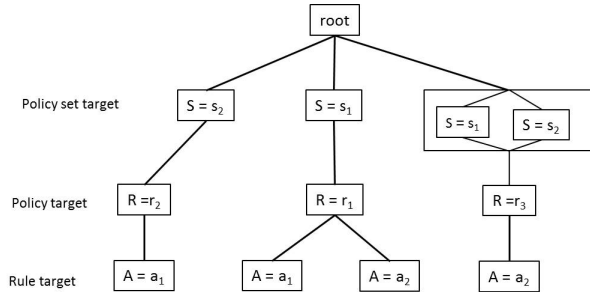 root
Policy set target
S = s₂
S = s₁
S = s₁
S = s₂
Policy target
R =r₂
R = r₁
R =r₃
Rule target
A = a₁
A = a₁
A = a₂
A = a₂